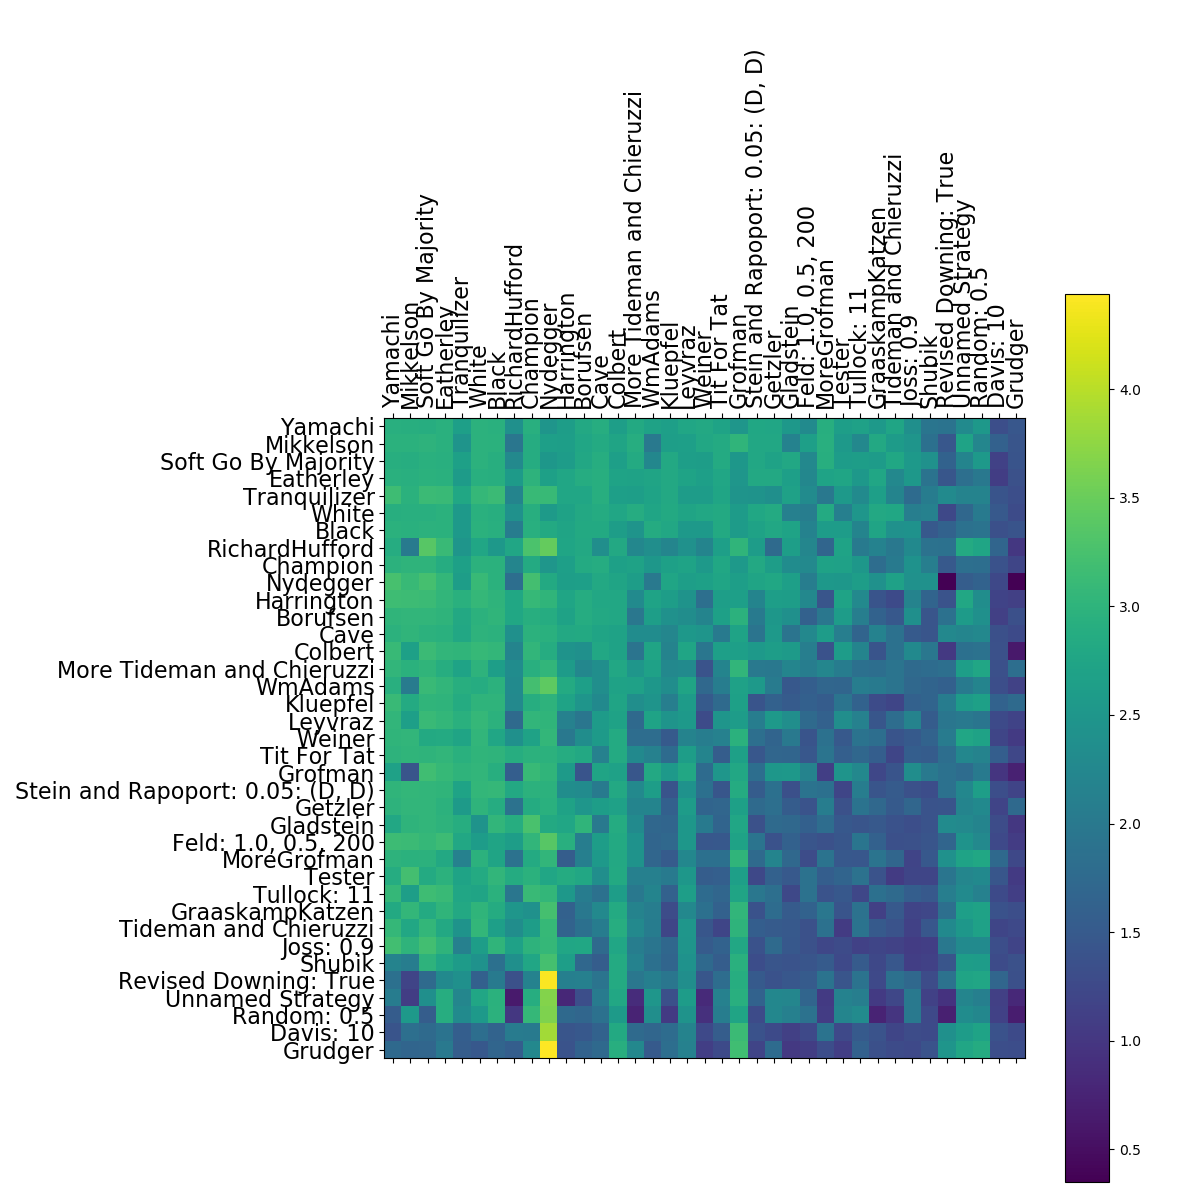 Yamachi
Mikkelson
Soft Go By Majority
Eatherley
Tranquilizer
White
Black
RichardHufford
Champion
Nydegger
Harrington
Borufsen
Cave
Colbert
More Tideman and Chieruzzi
WmAdams
Kluepfel
Leyvraz
Weiner
Tit For Tat
Grofman
Stein and Rapoport: 0.05: (D, D)
Getzler
Gladstein
Feld: 1.0, 0.5, 200
MoreGrofman
Tester
Tullock: 11
GraaskampKatzen
Tideman and Chieruzzi
Joss: 0.9
Shubik
Revised Downing: True
Unnamed Strategy
Random: 0.5
Davis: 10
Grudger
Yamachi
Mikkelson
Soft Go By Majority
Eatherley
Tranquilizer
White
Black
RichardHufford
Champion
Nydegger
Harrington
Borufsen
Cave
Colbert
More Tideman and Chieruzzi
WmAdams
Kluepfel
Leyvraz
Weiner
Tit For Tat
Grofman
Stein and Rapoport: 0.05: (D, D)
Getzler
Gladstein
Feld: 1.0, 0.5, 200
MoreGrofman
Tester
Tullock: 11
GraaskampKatzen
Tideman and Chieruzzi
Joss: 0.9
Shubik
Revised Downing: True
Unnamed Strategy
Random: 0.5
Davis: 10
Grudger
4.0
3.5
3.0
2.5
2.0
1.5
1.0
0.5